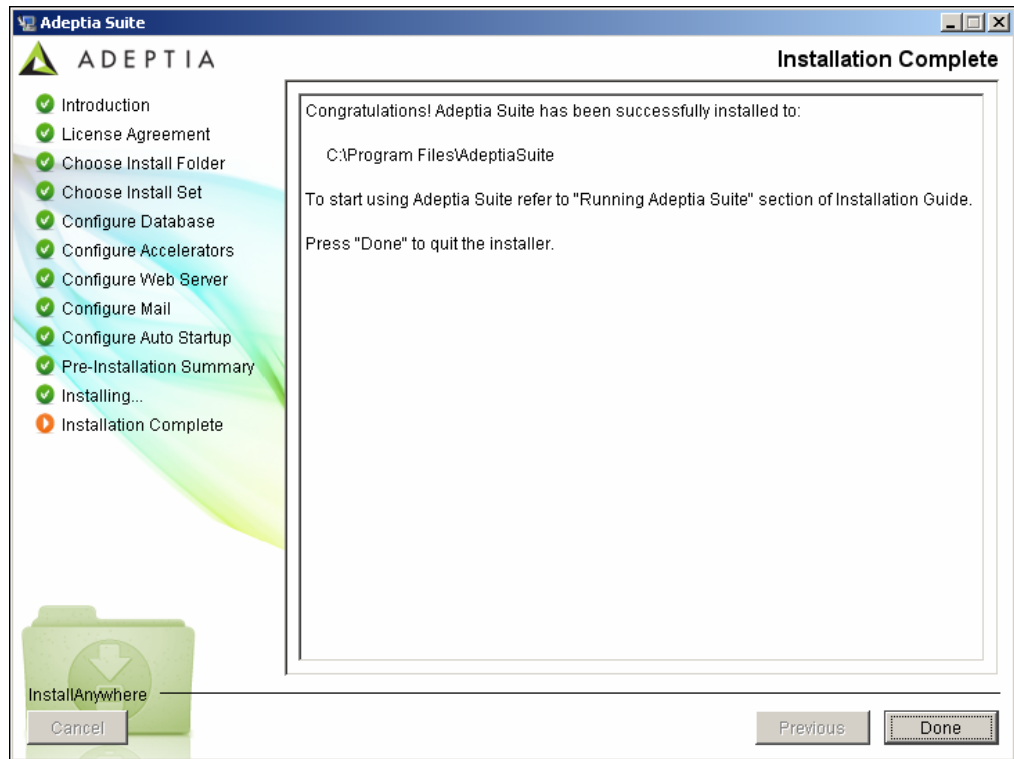 Adeptia Suite
ADEPTIA
Installation Complete
Introduction
License Agreement
Choose Install Folder
Choose Install Set
Configure Database
Configure Accelerators
Configure Web Server
Configure Mail
Configure Auto Startup
Pre-Installation Summary
Installing...
Installation Complete
Congratulations! Adeptia Suite has been successfully installed to:
C:\Program Files\AdeptiaSuite
To start using Adeptia Suite refer to "Running Adeptia Suite" section of Installation Guide.
Press "Done" to quit the installer.
InstallAnywhere
Cancel
Previous
Done